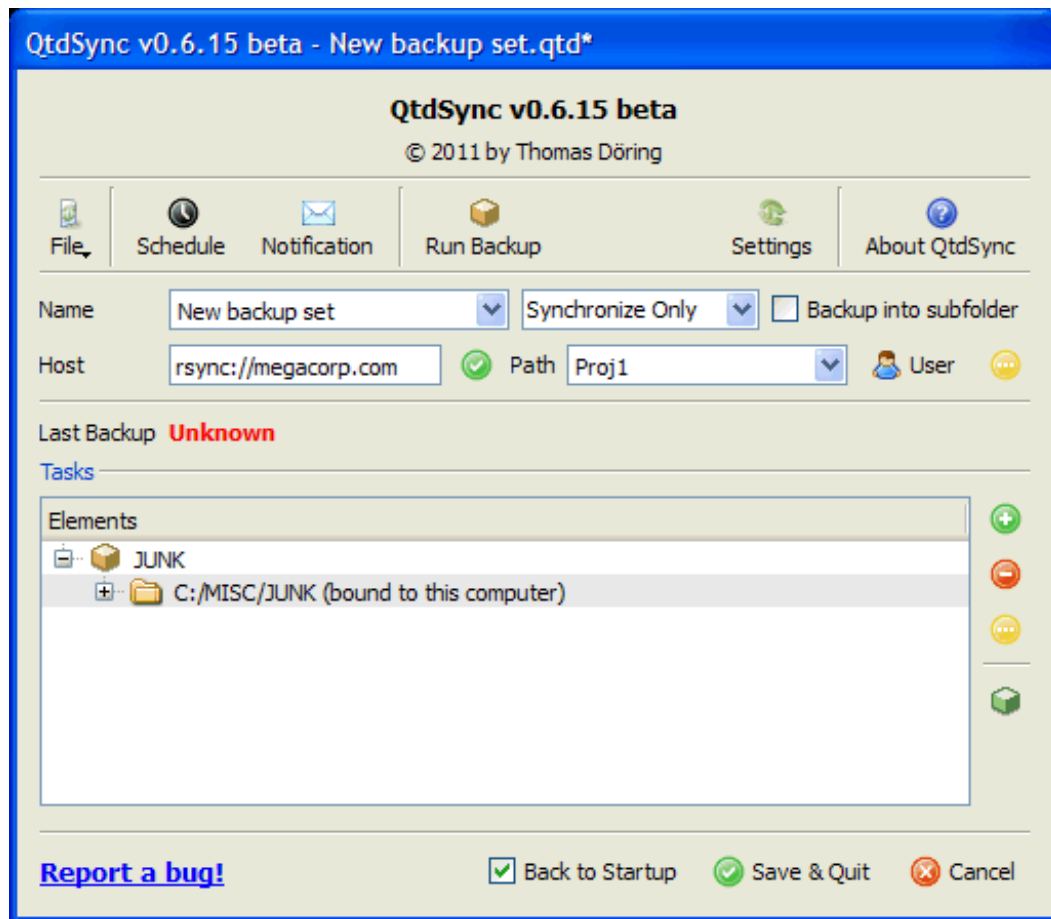 QtdSync v0.6.15 beta - New backup set.qtd*
QtdSync v0.6.15 beta
© 2011 by Thomas Döring
File Schedule Notification Run Backup Settings About QtdSync
Name New backup set Synchronize Only Backup into subfolder
Host rsync://megacorp.com Path Proj1 User
Last Backup Unknown
Tasks
Elements
JUNK
C:/MISC/JUNK (bound to this computer)
Report a bug! Back to Startup Save & Quit Cancel